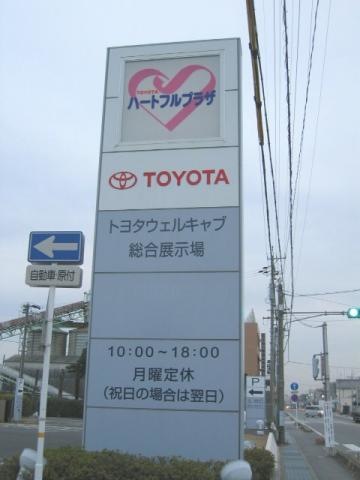 TOYOTA
ハートフルプラザ
TOYOTA
トヨタウェルキャブ
総合展示場
自動車・原付
10:00～18:00
月曜定休
(祝日の場合は翌日)
P